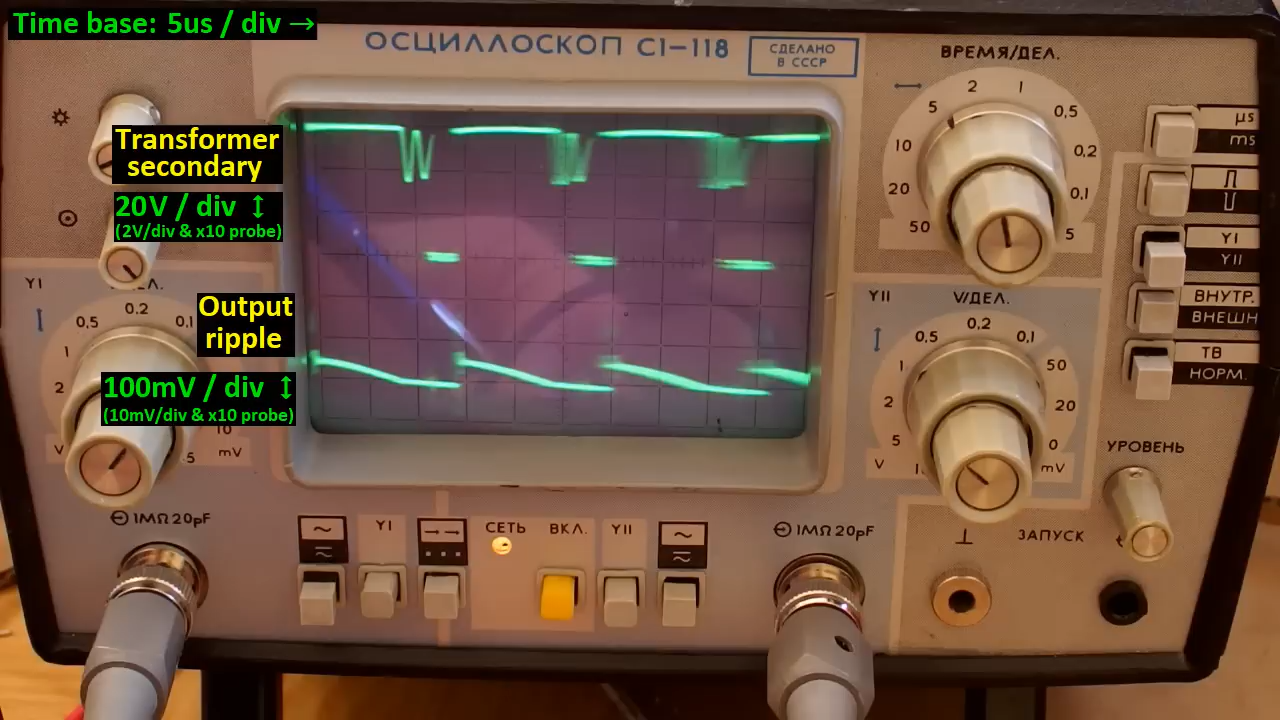 Time base: 5us / div →
ОСЦИЛЛОСКОП С1-118
СДЕЛАНО
В СССР
Transformer
secondary
20V / div ↕
(2V/div & x10 probe)
Output
ripple
100mV / div ↕
(10mV/div & x10 probe)
YI
0,2
0,5
0,1
1
2
V
10
5
mV
ВРЕМЯ/ДЕЛ.
5
2
1
0,5
10
0,2
20
0,1
50
5
µs
ms
YI
YII
ВНУТР.
ВНЕШН
ТВ
НОРМ.
YII
V/ДЕЛ.
0,5
0,2
0,1
1
50
2
20
5
V
mV
УРОВЕНЬ
1MΩ 20pF
YI
СЕТЬ
ВКЛ.
YII
1MΩ 20pF
ЗАПУСК